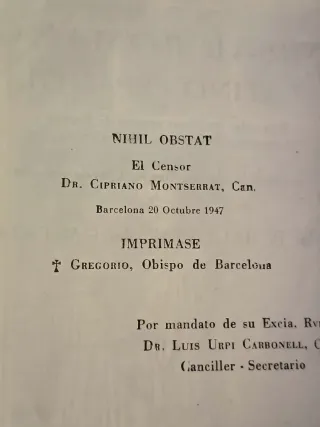 NIHIL OBSTAT
El Censor
DR. CIPRIANO MONTSERRAT, Can.
Barcelona 20 Octubre 1947
IMPRIMASE
✝ GREGORIO, Obispo de Barcelona
Por mandato de su Excia.
DR. LUIS URPI CARBONELL,
Canciller - Secretario